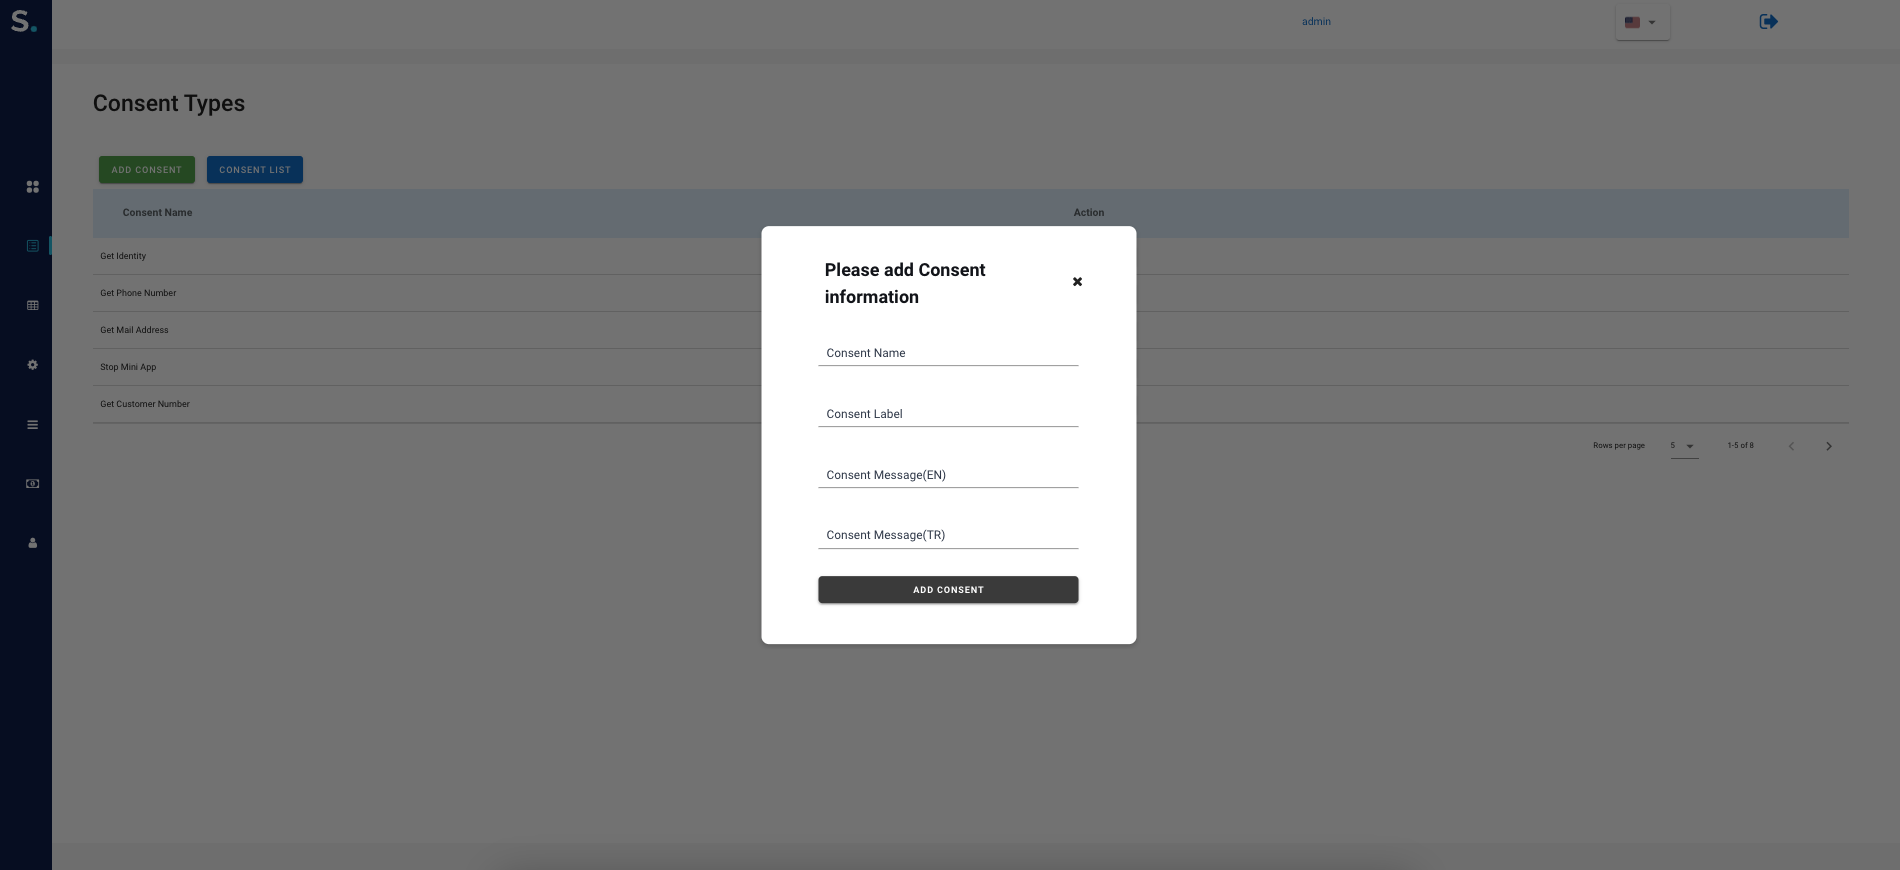 S.
admin
Consent Types
ADD CONSENT
CONSENT LIST
Consent Name
Action
Get Identity
Get Phone Number
Get Mail Address
Stop Mini App
Get Customer Number
Rows per page
5
1-5 of 8
Please add Consent
information
Consent Name
Consent Label
Consent Message(EN)
Consent Message(TR)
ADD CONSENT